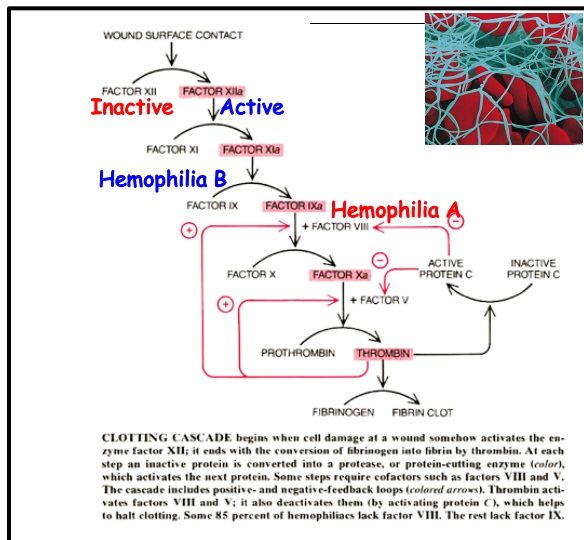 WOUND SURFACE CONTACT
FACTOR XII
FACTOR XIIa
Inactive
Active
FACTOR XI
FACTOR XIa
Hemophilia B
FACTOR IX
FACTOR IXa
Hemophilia A
+
+ FACTOR VIII
−
−
ACTIVE
PROTEIN C
INACTIVE
PROTEIN C
FACTOR X
FACTOR Xa
+
+ FACTOR V
PROTHROMBIN
THROMBIN
FIBRINOGEN
FIBRIN CLOT
CLOTTING CASCADE begins when cell damage at a wound somehow activates the en-
zyme factor XII; it ends with the conversion of fibrinogen into fibrin by thrombin. At each
step an inactive protein is converted into a protease, or protein-cutting enzyme (color),
which activates the next protein. Some steps require cofactors such as factors VIII and V.
The cascade includes positive- and negative-feedback loops (colored arrows). Thrombin acti-
vates factors VIII and V; it also deactivates them (by activating protein C), which helps
to halt clotting. Some 85 percent of hemophiliacs lack factor VIII. The rest lack factor IX.